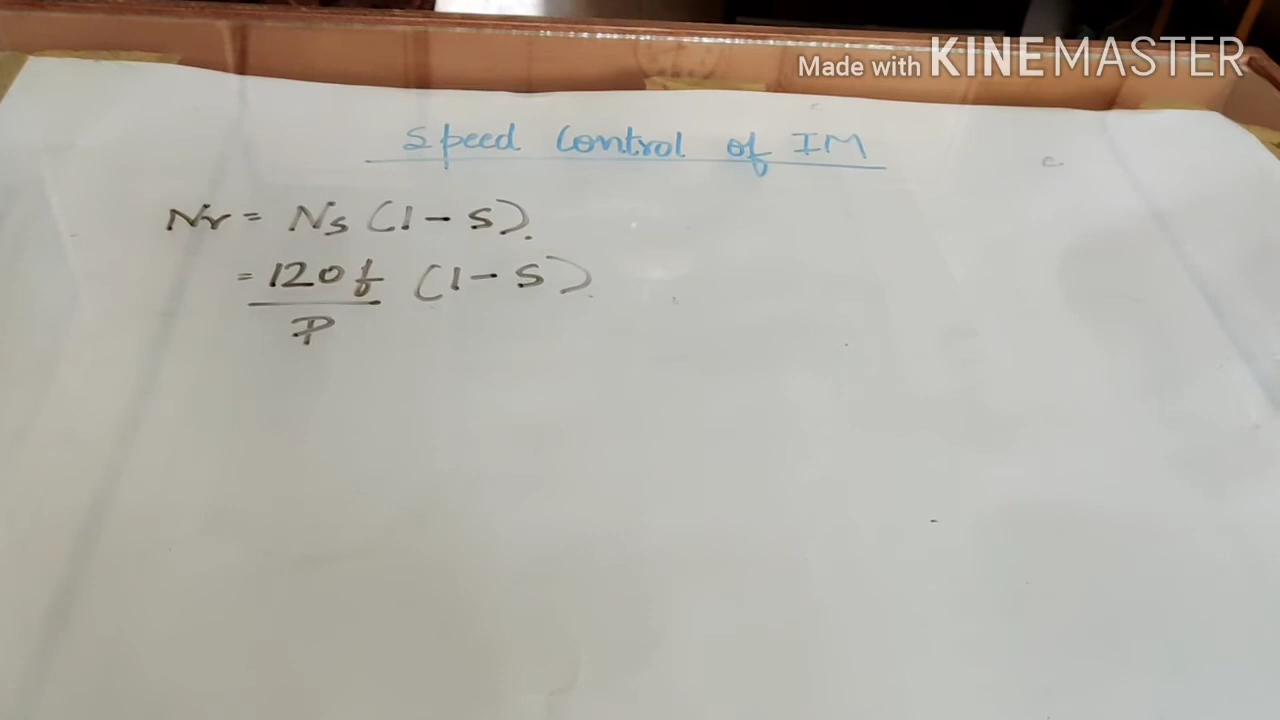 Made with KINEMASTER
Speed Control of IM
Nr = Ns (1 - S).
= 120f (1 - S)
P